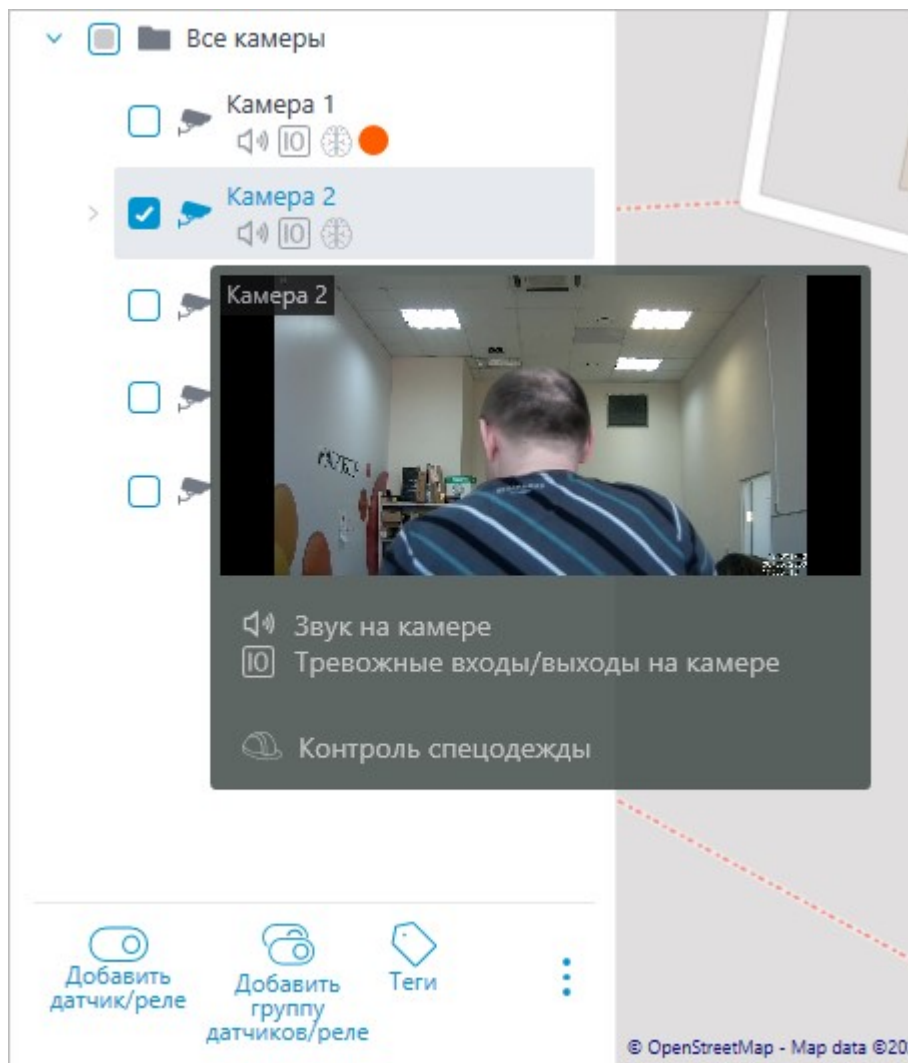 Все камеры
Камера 1
IO
Камера 2
IO
Камера 2
Звук на камере
IO
Тревожные входы/выходы на камере
Контроль спецодежды
Добавить
датчик/реле
Добавить
группу
датчиков/реле
Теги
© OpenStreetMap - Map data ©20